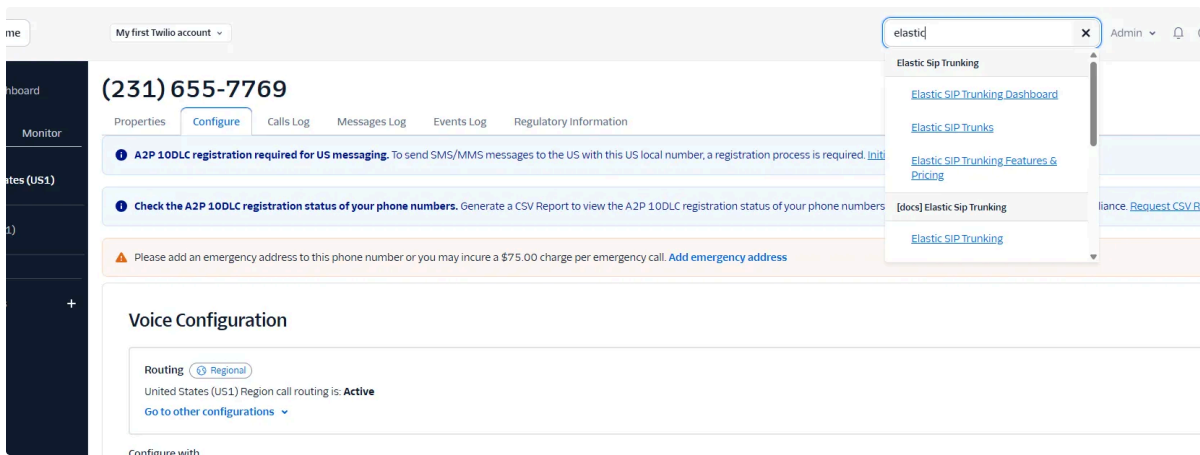 me
My first Twilio account
elastic
Admin
Elastic Sip Trunking
Elastic SIP Trunking Dashboard
Elastic SIP Trunks
Elastic SIP Trunking Features &
Pricing
[docs] Elastic Sip Trunking
Elastic SIP Trunking
hboard
Monitor
ates (US1)
1)
+
(231) 655-7769
Properties Configure Calls Log Messages Log Events Log Regulatory Information
A2P 10DLC registration required for US messaging. To send SMS/MMS messages to the US with this US local number, a registration process is required. Initi
Check the A2P 10DLC registration status of your phone numbers. Generate a CSV Report to view the A2P 10DLC registration status of your phone numbers liance. Request CSV R
Please add an emergency address to this phone number or you may incure a $75.00 charge per emergency call. Add emergency address
Voice Configuration
Routing Regional
United States (US1) Region call routing is: Active
Go to other configurations
Configure with